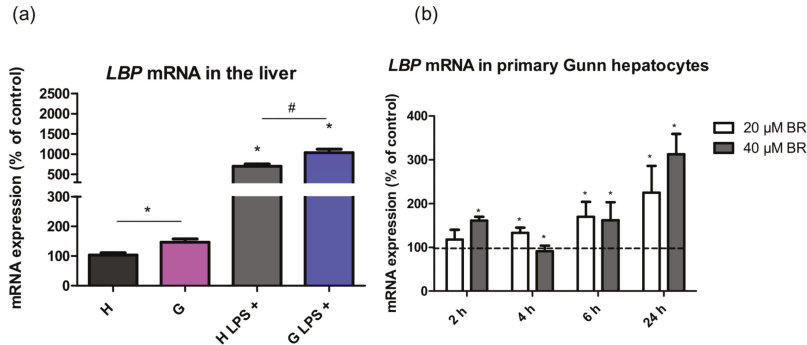 (a)
LBP mRNA in the liver
mRNA expression (% of control)
2500
2000
1500
1000
500
200
100
0
#
*
*
*
H
G
H LPS +
G LPS +
(b)
LBP mRNA in primary Gunn hepatocytes
mRNA expression (% of control)
400
300
200
100
0
*
*
*
*
*
*
*
2 h
4 h
6 h
24 h
20 µM BR
40 µM BR